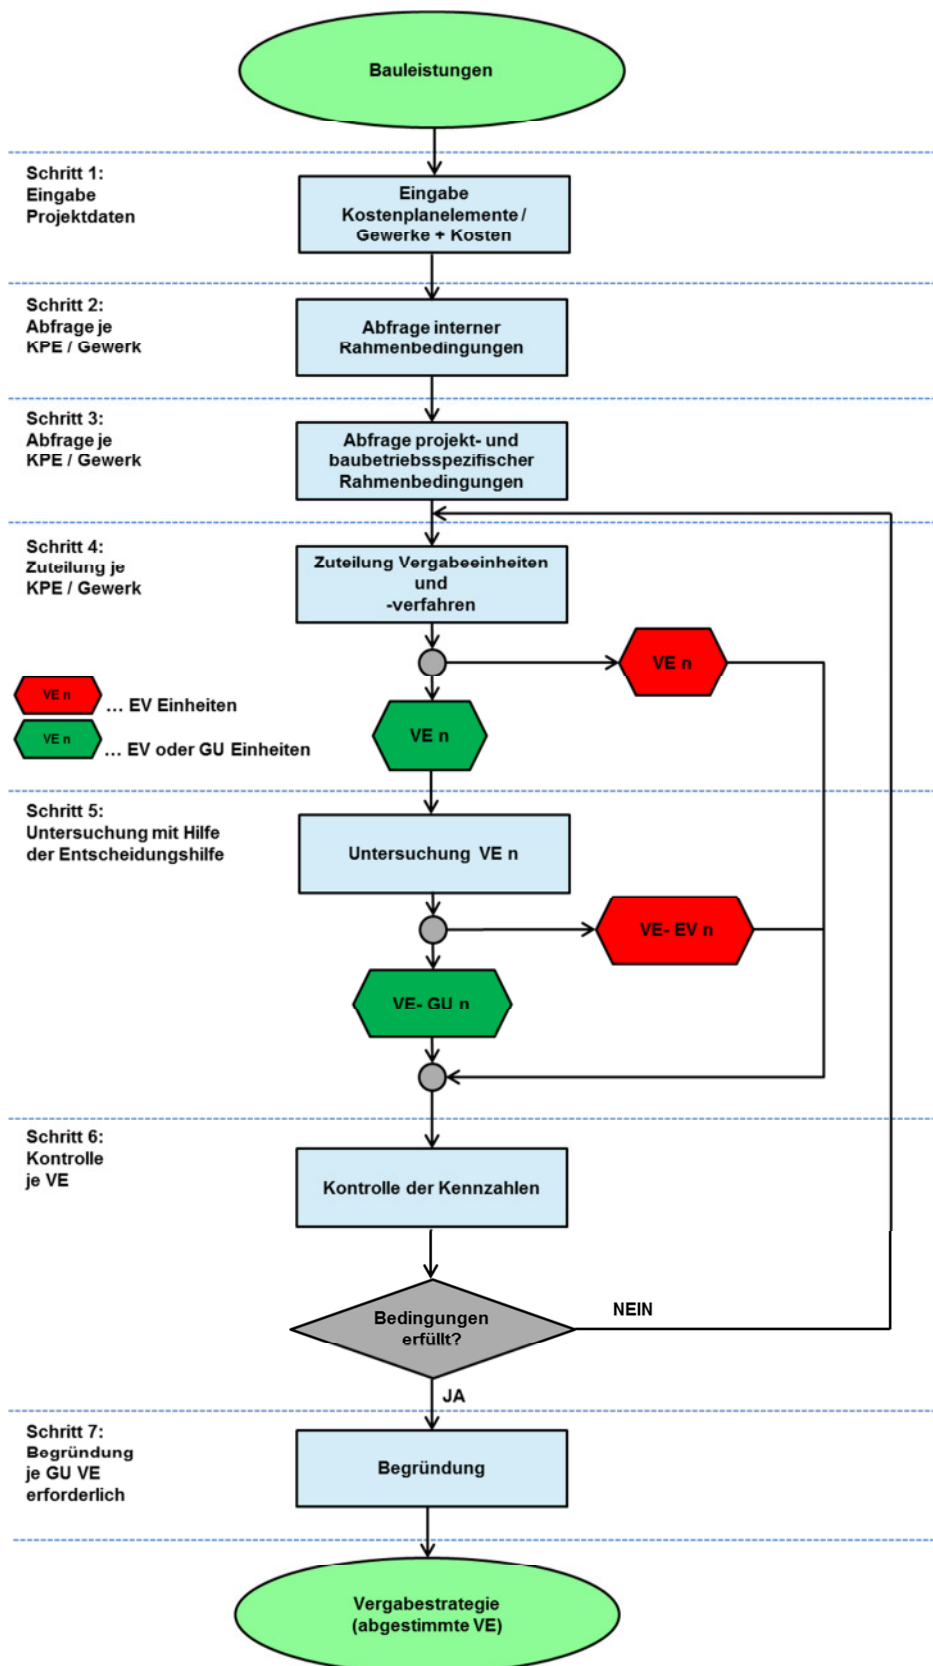 Bauleistungen
Schritt 1:
Eingabe
Projektdaten
Eingabe
Kostenplanelemente /
Gewerke + Kosten
Schritt 2:
Abfrage je
KPE / Gewerk
Abfrage interner
Rahmenbedingungen
Schritt 3:
Abfrage je
KPE / Gewerk
Abfrage projekt- und
baubetriebsspezifischer
Rahmenbedingungen
Schritt 4:
Zuteilung je
KPE / Gewerk
Zuteilung Vergabeeinheiten
und
-verfahren
VE n
VE n ... EV Einheiten
VE n ... EV oder GU Einheiten
VE n
Schritt 5:
Untersuchung mit Hilfe
der Entscheidungshilfe
Untersuchung VE n
VE- EV n
VE- GU n
Schritt 6:
Kontrolle
je VE
Kontrolle der Kennzahlen
Bedingungen
erfüllt?
NEIN
JA
Schritt 7:
Begründung
je GU VE
erforderlich
Begründung
Vergabestrategie
(abgestimmte VE)